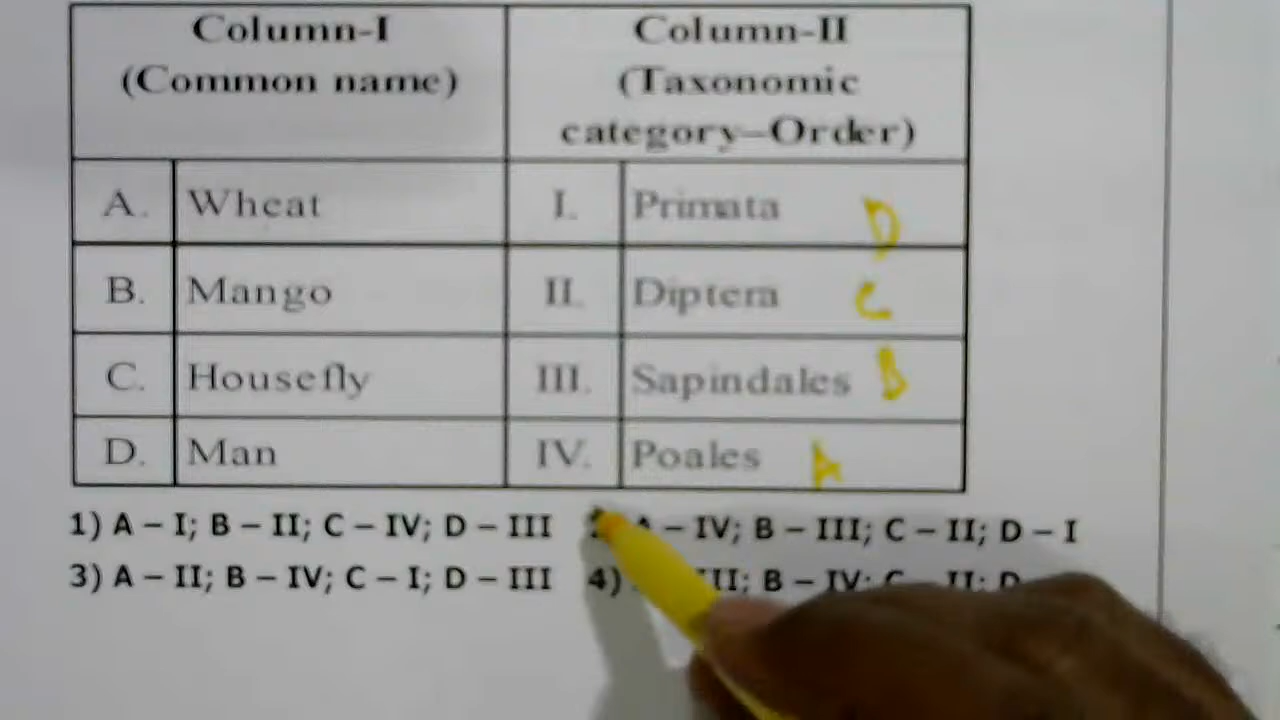 Column-I Column-II
(Common name) (Taxonomic
category–Order)
A. Wheat I. Primata D
B. Mango II. Diptera C
C. Housefly III. Sapindales B
D. Man IV. Poales A
1) A – I; B – II; C – IV; D – III – IV; B – III; C – II; D – I
3) A – II; B – IV; C – I; D – III 4) B – IV; C – II; D